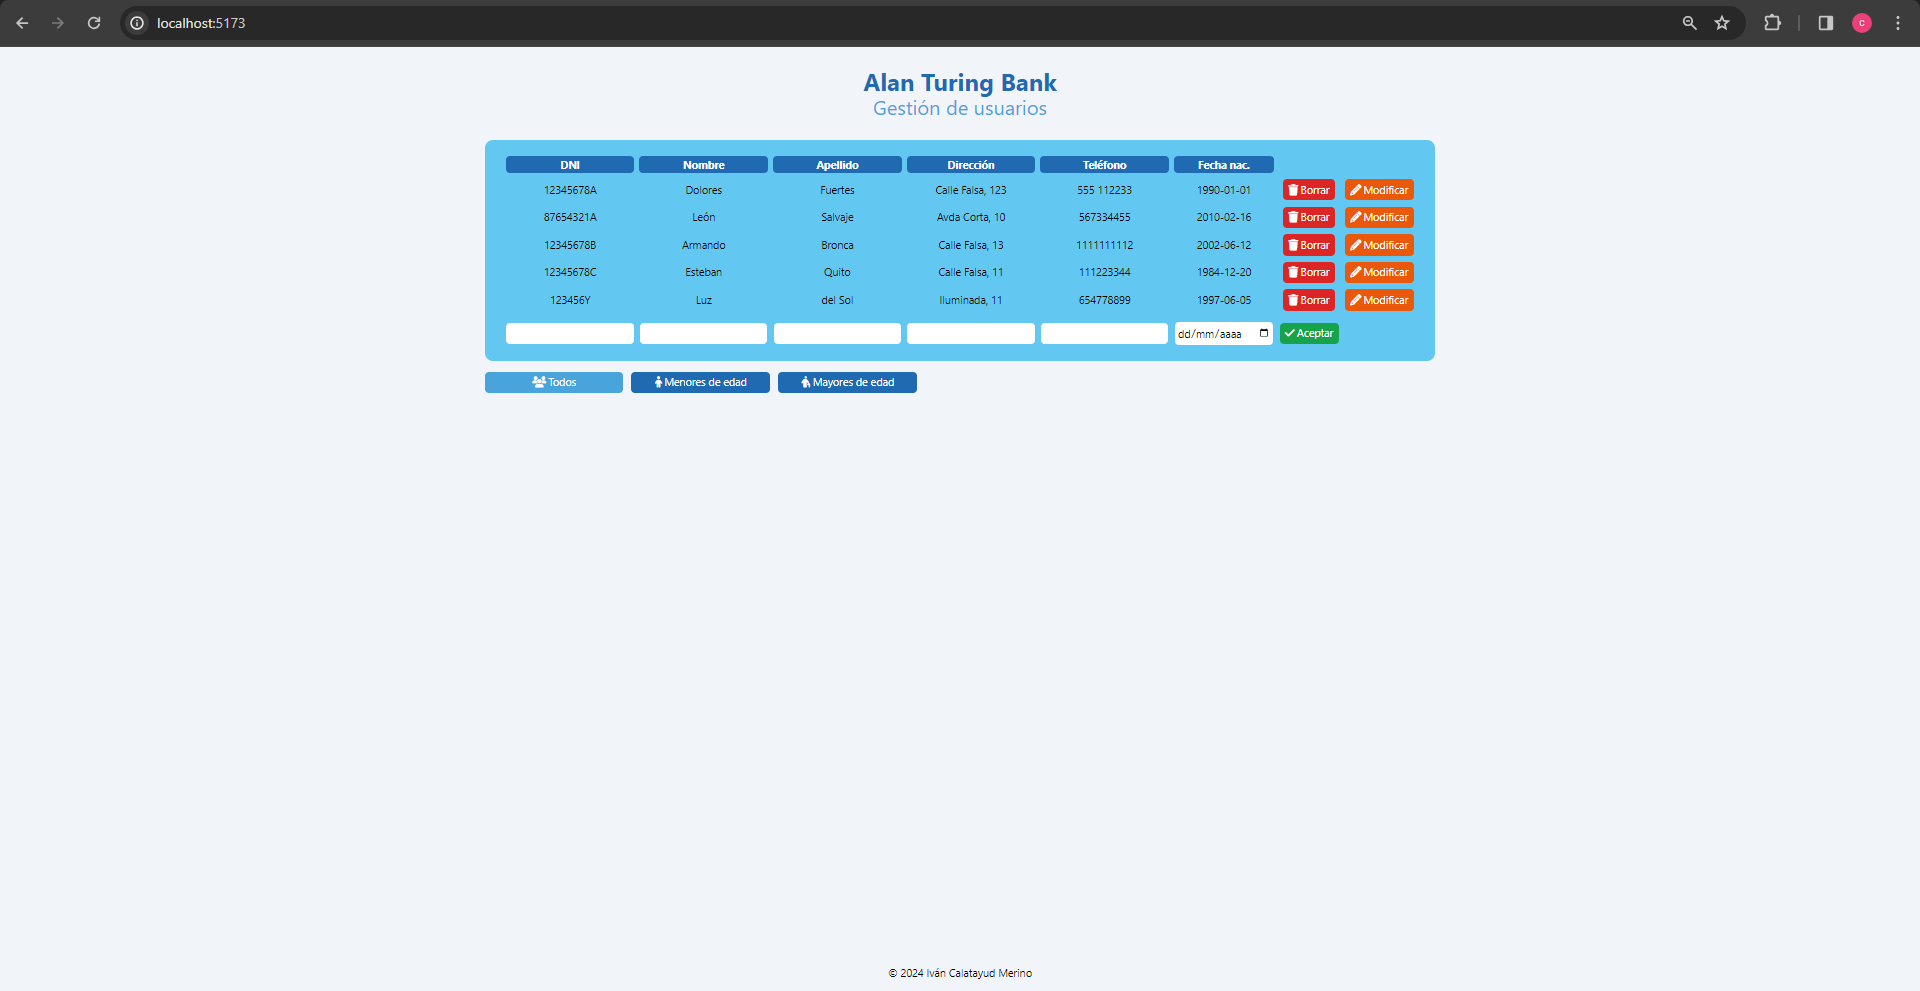 localhost:5173
C
Alan Turing Bank
Gestión de usuarios
DNI Nombre Apellido Dirección Teléfono Fecha nac.
12345678A Dolores Fuertes Calle Falsa, 123 555 112233 1990-01-01 Borrar Modificar
87654321A León Salvaje Avda Corta, 10 567334455 2010-02-16 Borrar Modificar
12345678B Armando Bronca Calle Falsa, 13 1111111112 2002-06-12 Borrar Modificar
12345678C Esteban Quito Calle Falsa, 11 111223344 1984-12-20 Borrar Modificar
123456Y Luz del Sol Iluminada, 11 654778899 1997-06-05 Borrar Modificar
dd/mm/aaaa Aceptar
Todos Menores de edad Mayores de edad
© 2024 Iván Calatayud Merino